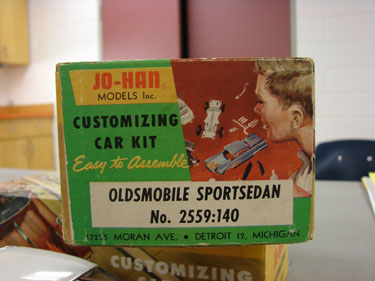 JO-HAN
MODELS Inc.
CUSTOMIZING
CAR KIT
Easy to Assemble
OLDSMOBILE SPORTSEDAN
No. 2559:140
17255 MORAN AVE. • DETROIT 12, MICHIGAN
CUSTOMIZING